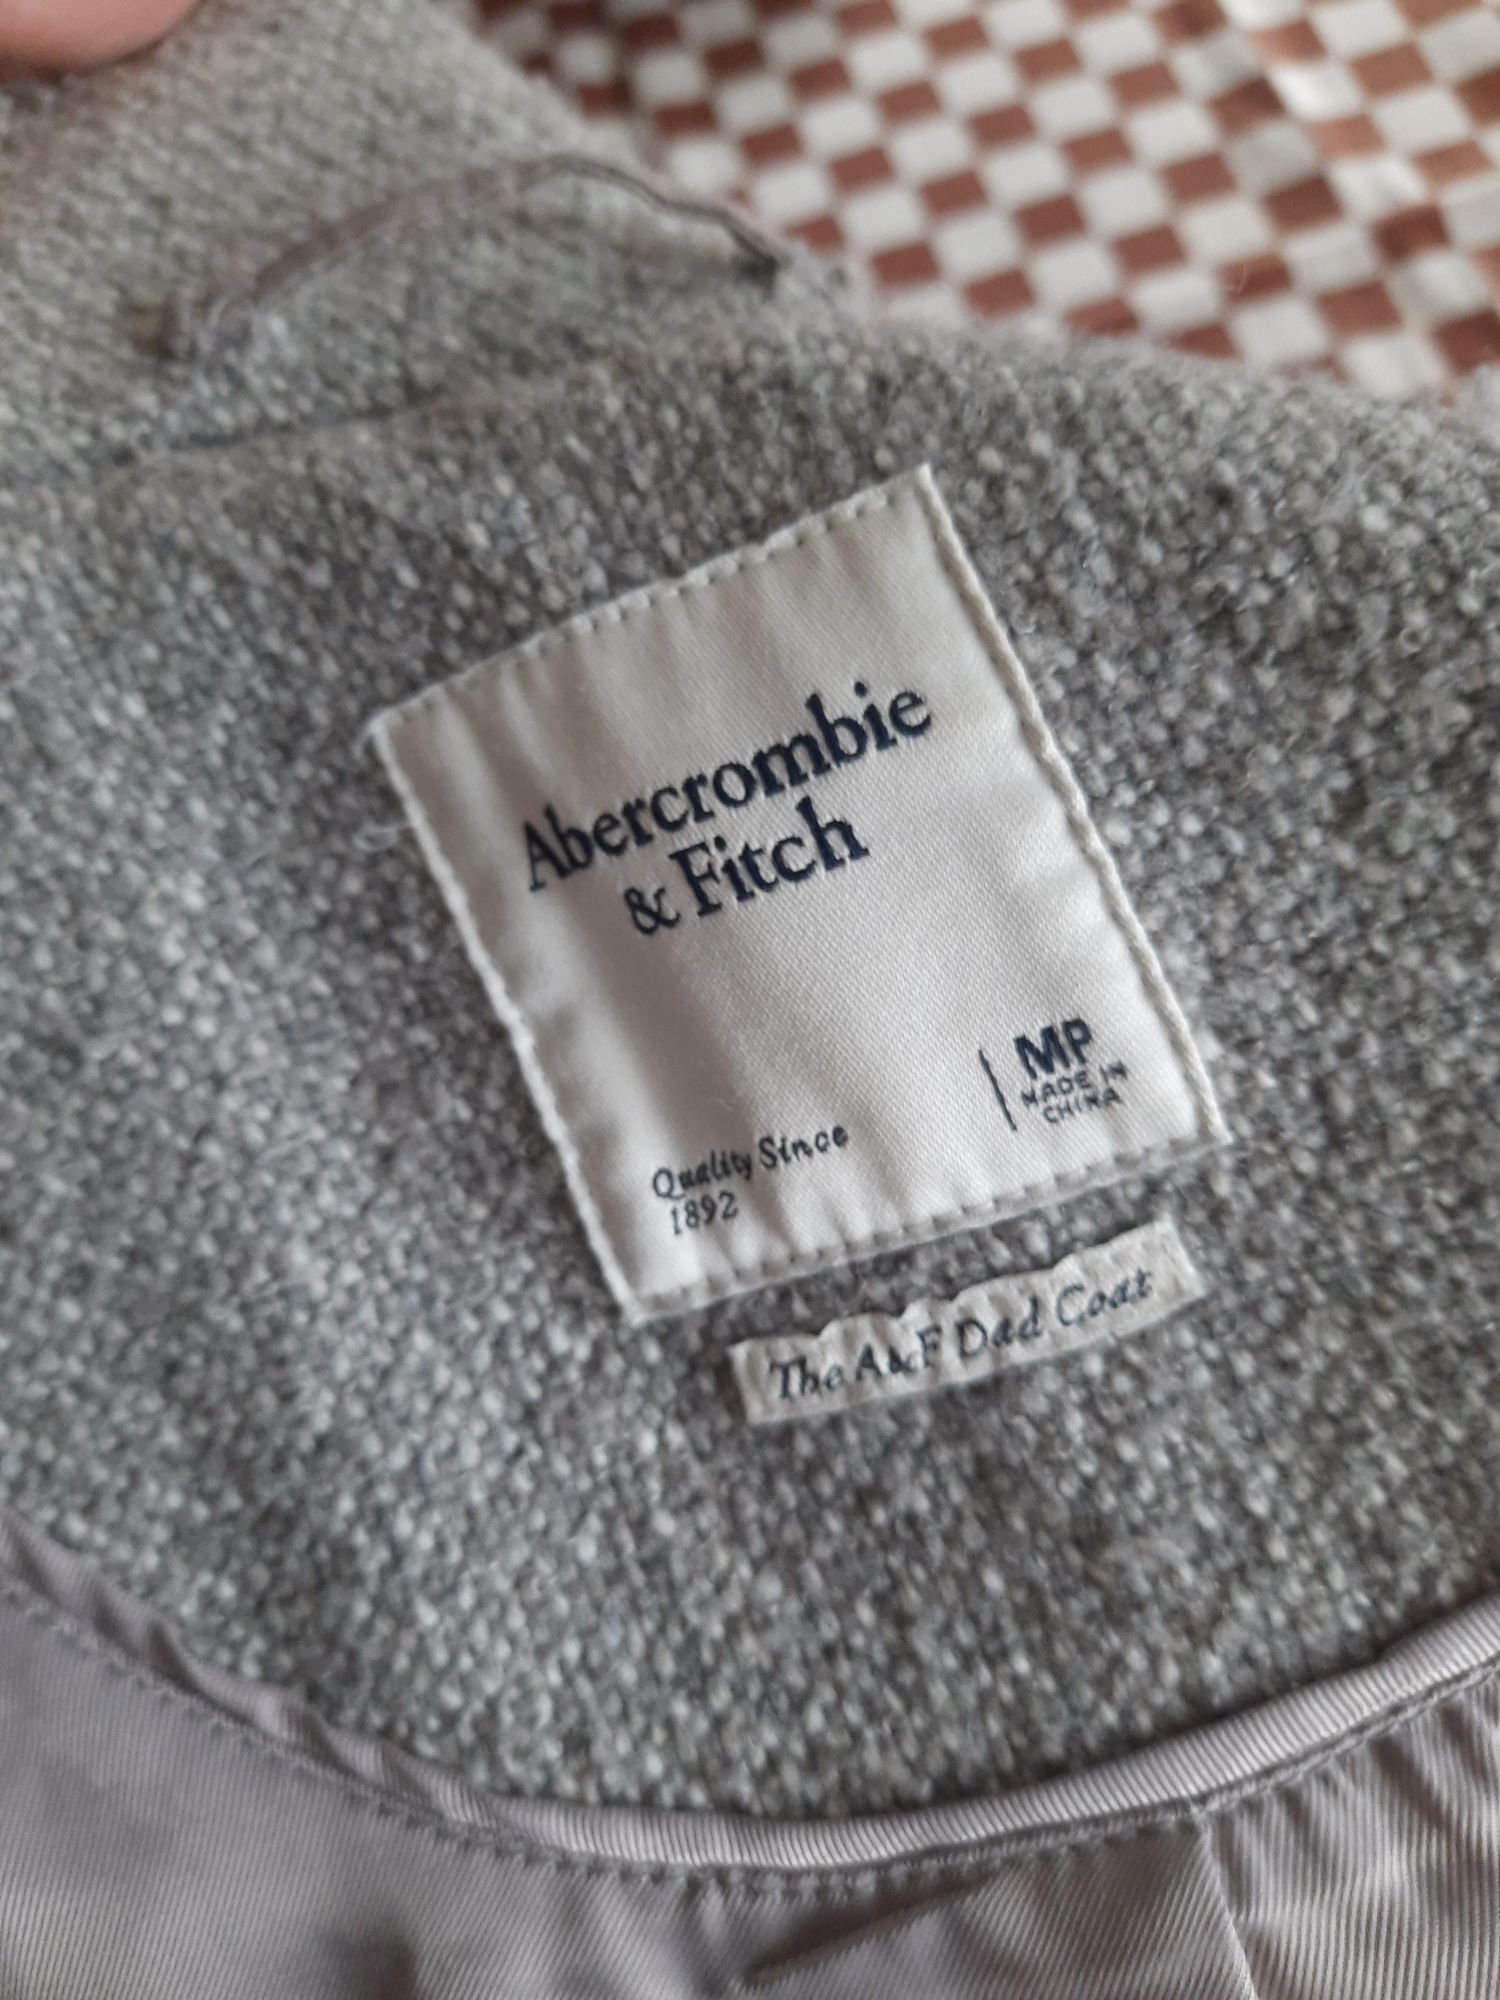 Abercrombie
& Fitch
MP
MADE IN
CHINA
Quality Since
1892
The A&F Dad Coat